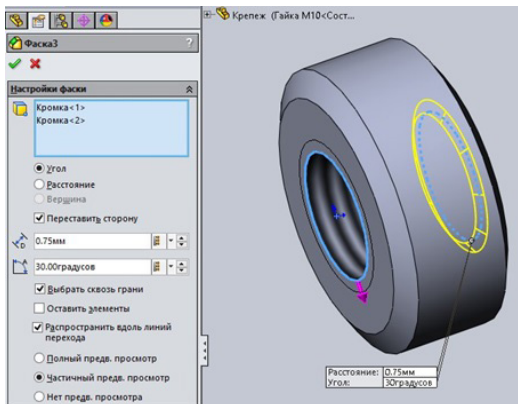 Крепеж (Гайка М10<Сост...
Фаска3
?
Настройки фаски
Кромка<1>
Кромка<2>
Угол
Расстояние
Вершина
Переставить сторону
D
0.75мм
30.00градусов
Выбрать сквозь грани
Оставить элементы
Распространить вдоль линий
перехода
Полный предв. просмотр
Частичный предв. просмотр
Нет предв. просмотра
Расстояние: 0.75мм
Угол: 30градусов